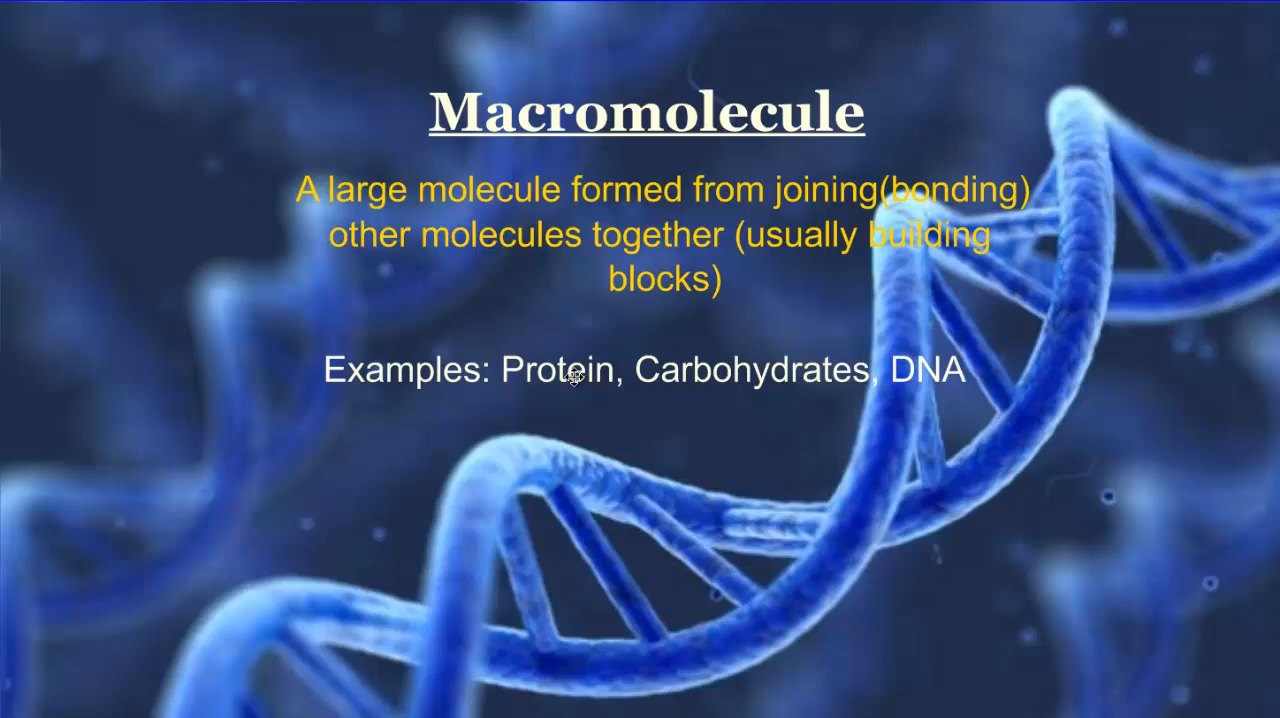 Macromolecule
A large molecule formed from joining(bonding)
other molecules together (usually building
blocks)
Examples: Protein, Carbohydrates, DNA